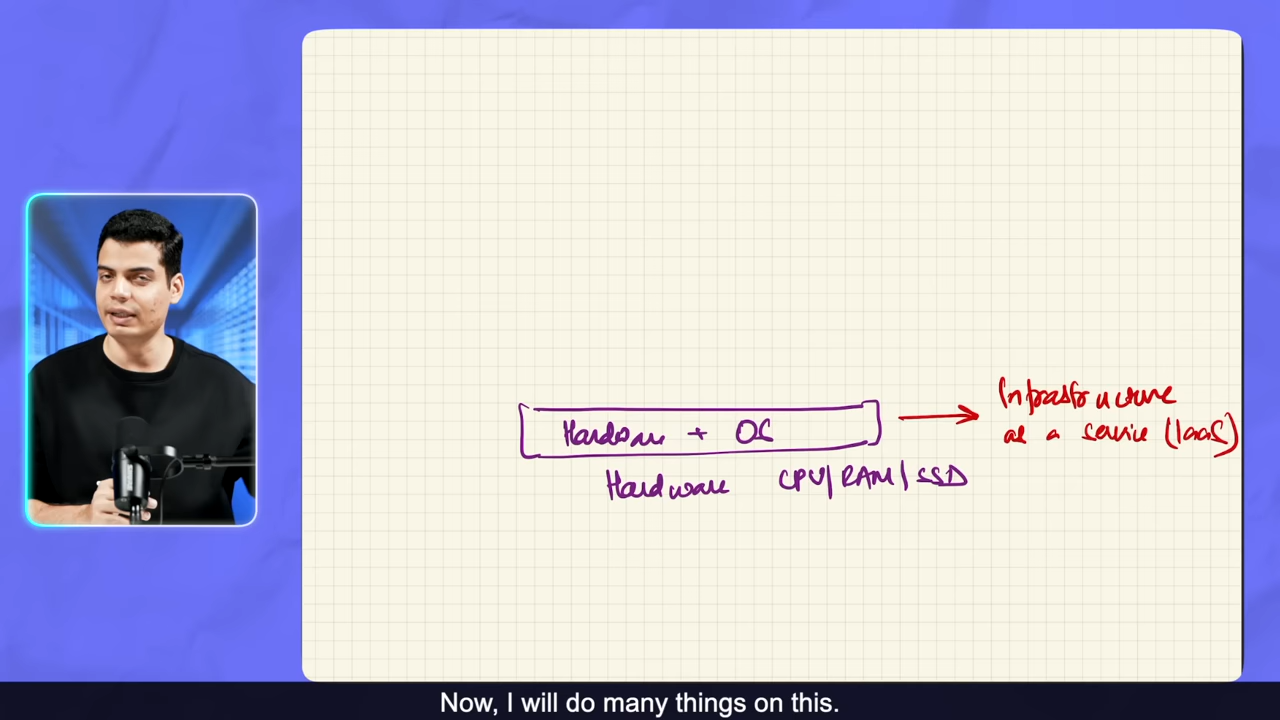 Infrastructure
as a service (IaaS)
Hardware + OS
Hardware CPU/RAM/SSD
Now, I will do many things on this.